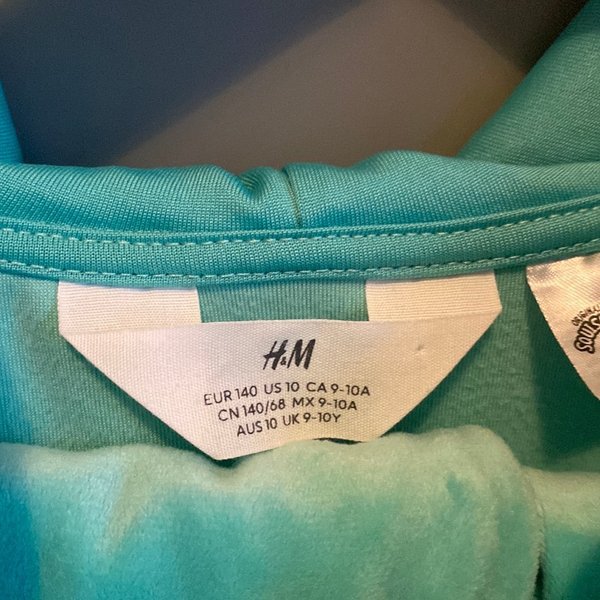 H&M
EUR 140 US 10 CA 9-10A
CN 140/68 MX 9-10A
AUS 10 UK 9-10Y